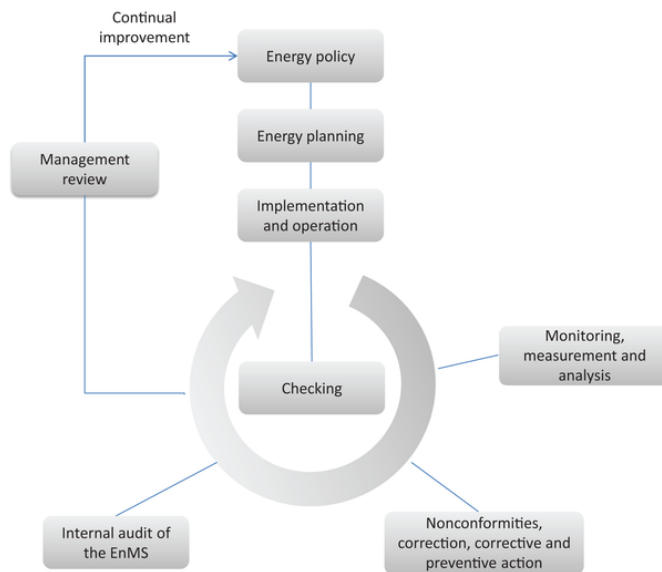 Continual
improvement
Energy policy
Energy planning
Management
review
Implementation
and operation
Monitoring,
measurement and
analysis
Checking
Internal audit of
the EnMS
Nonconformities,
correction, corrective and
preventive action